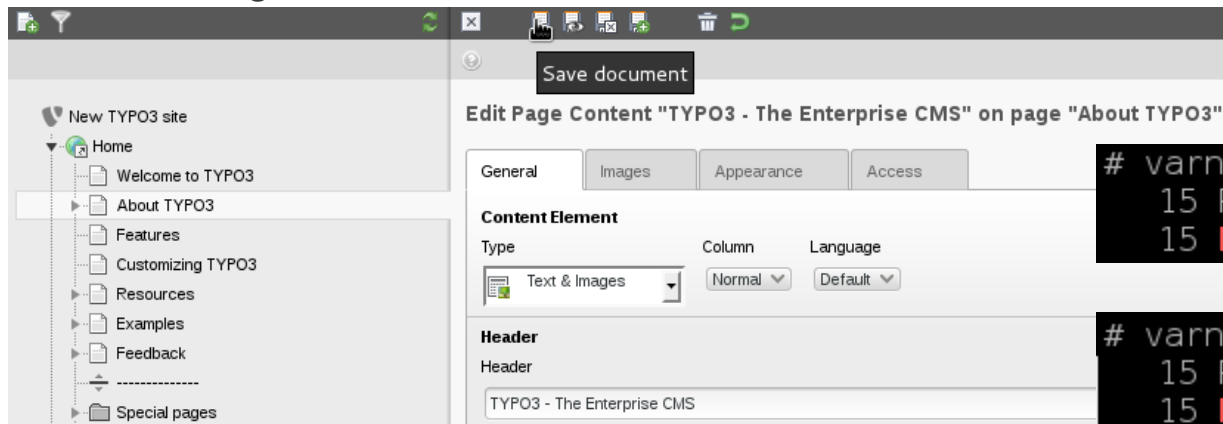 Save document
New TYPO3 site
Home
Welcome to TYPO3
About TYPO3
Features
Customizing TYPO3
Resources
Examples
Feedback
--------------
Special pages
Edit Page Content "TYPO3 - The Enterprise CMS" on page "About TYPO3"
General Images Appearance Access
Content Element
Type Column Language
Text & Images Normal Default
Header
Header
TYPO3 - The Enterprise CMS
# varn
15
15
# varn
15
15